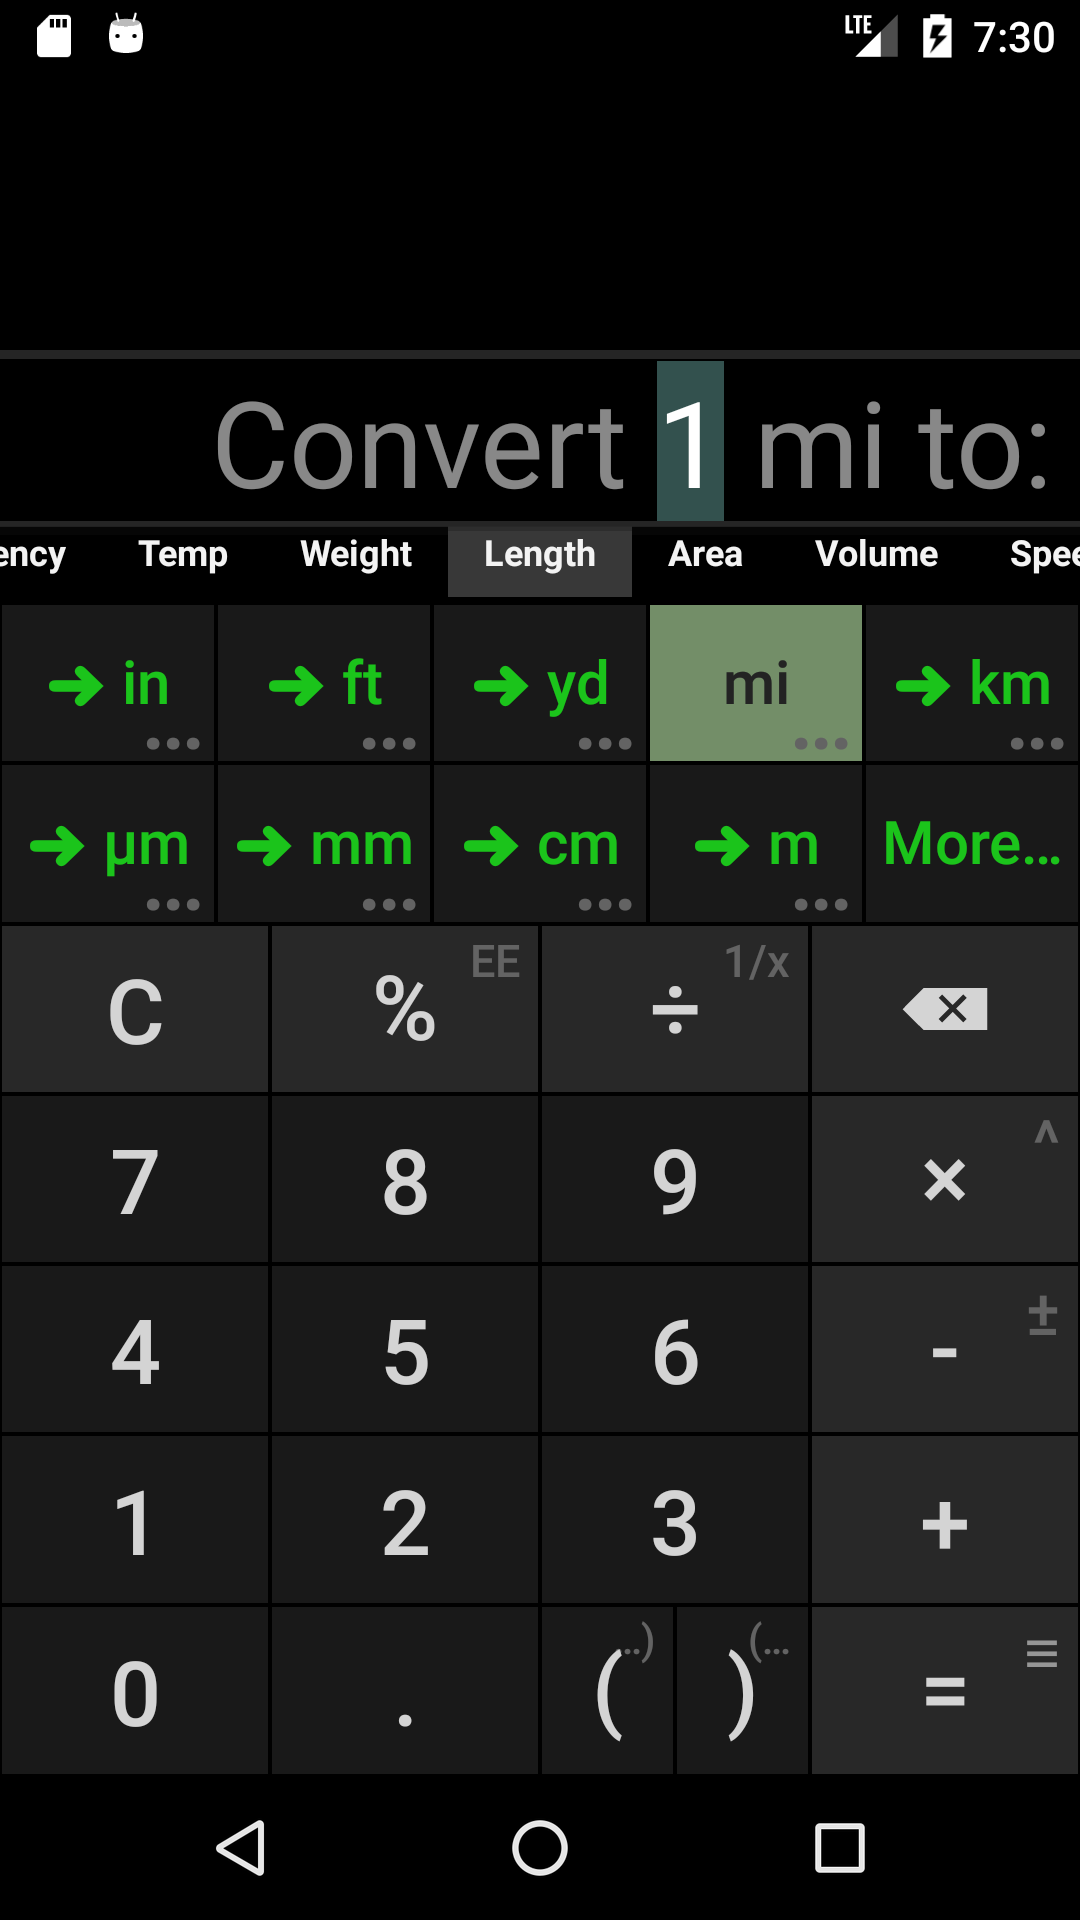 LTE 7:30
Convert 1 mi to:
ency Temp Weight Length Area Volume Spee
→ in → ft → yd mi → km
→ µm → mm → cm → m More...
C % EE ÷ 1/x
7 8 9 × ^
4 5 6 - ±
1 2 3 +
0 . ( ..) ) (... =